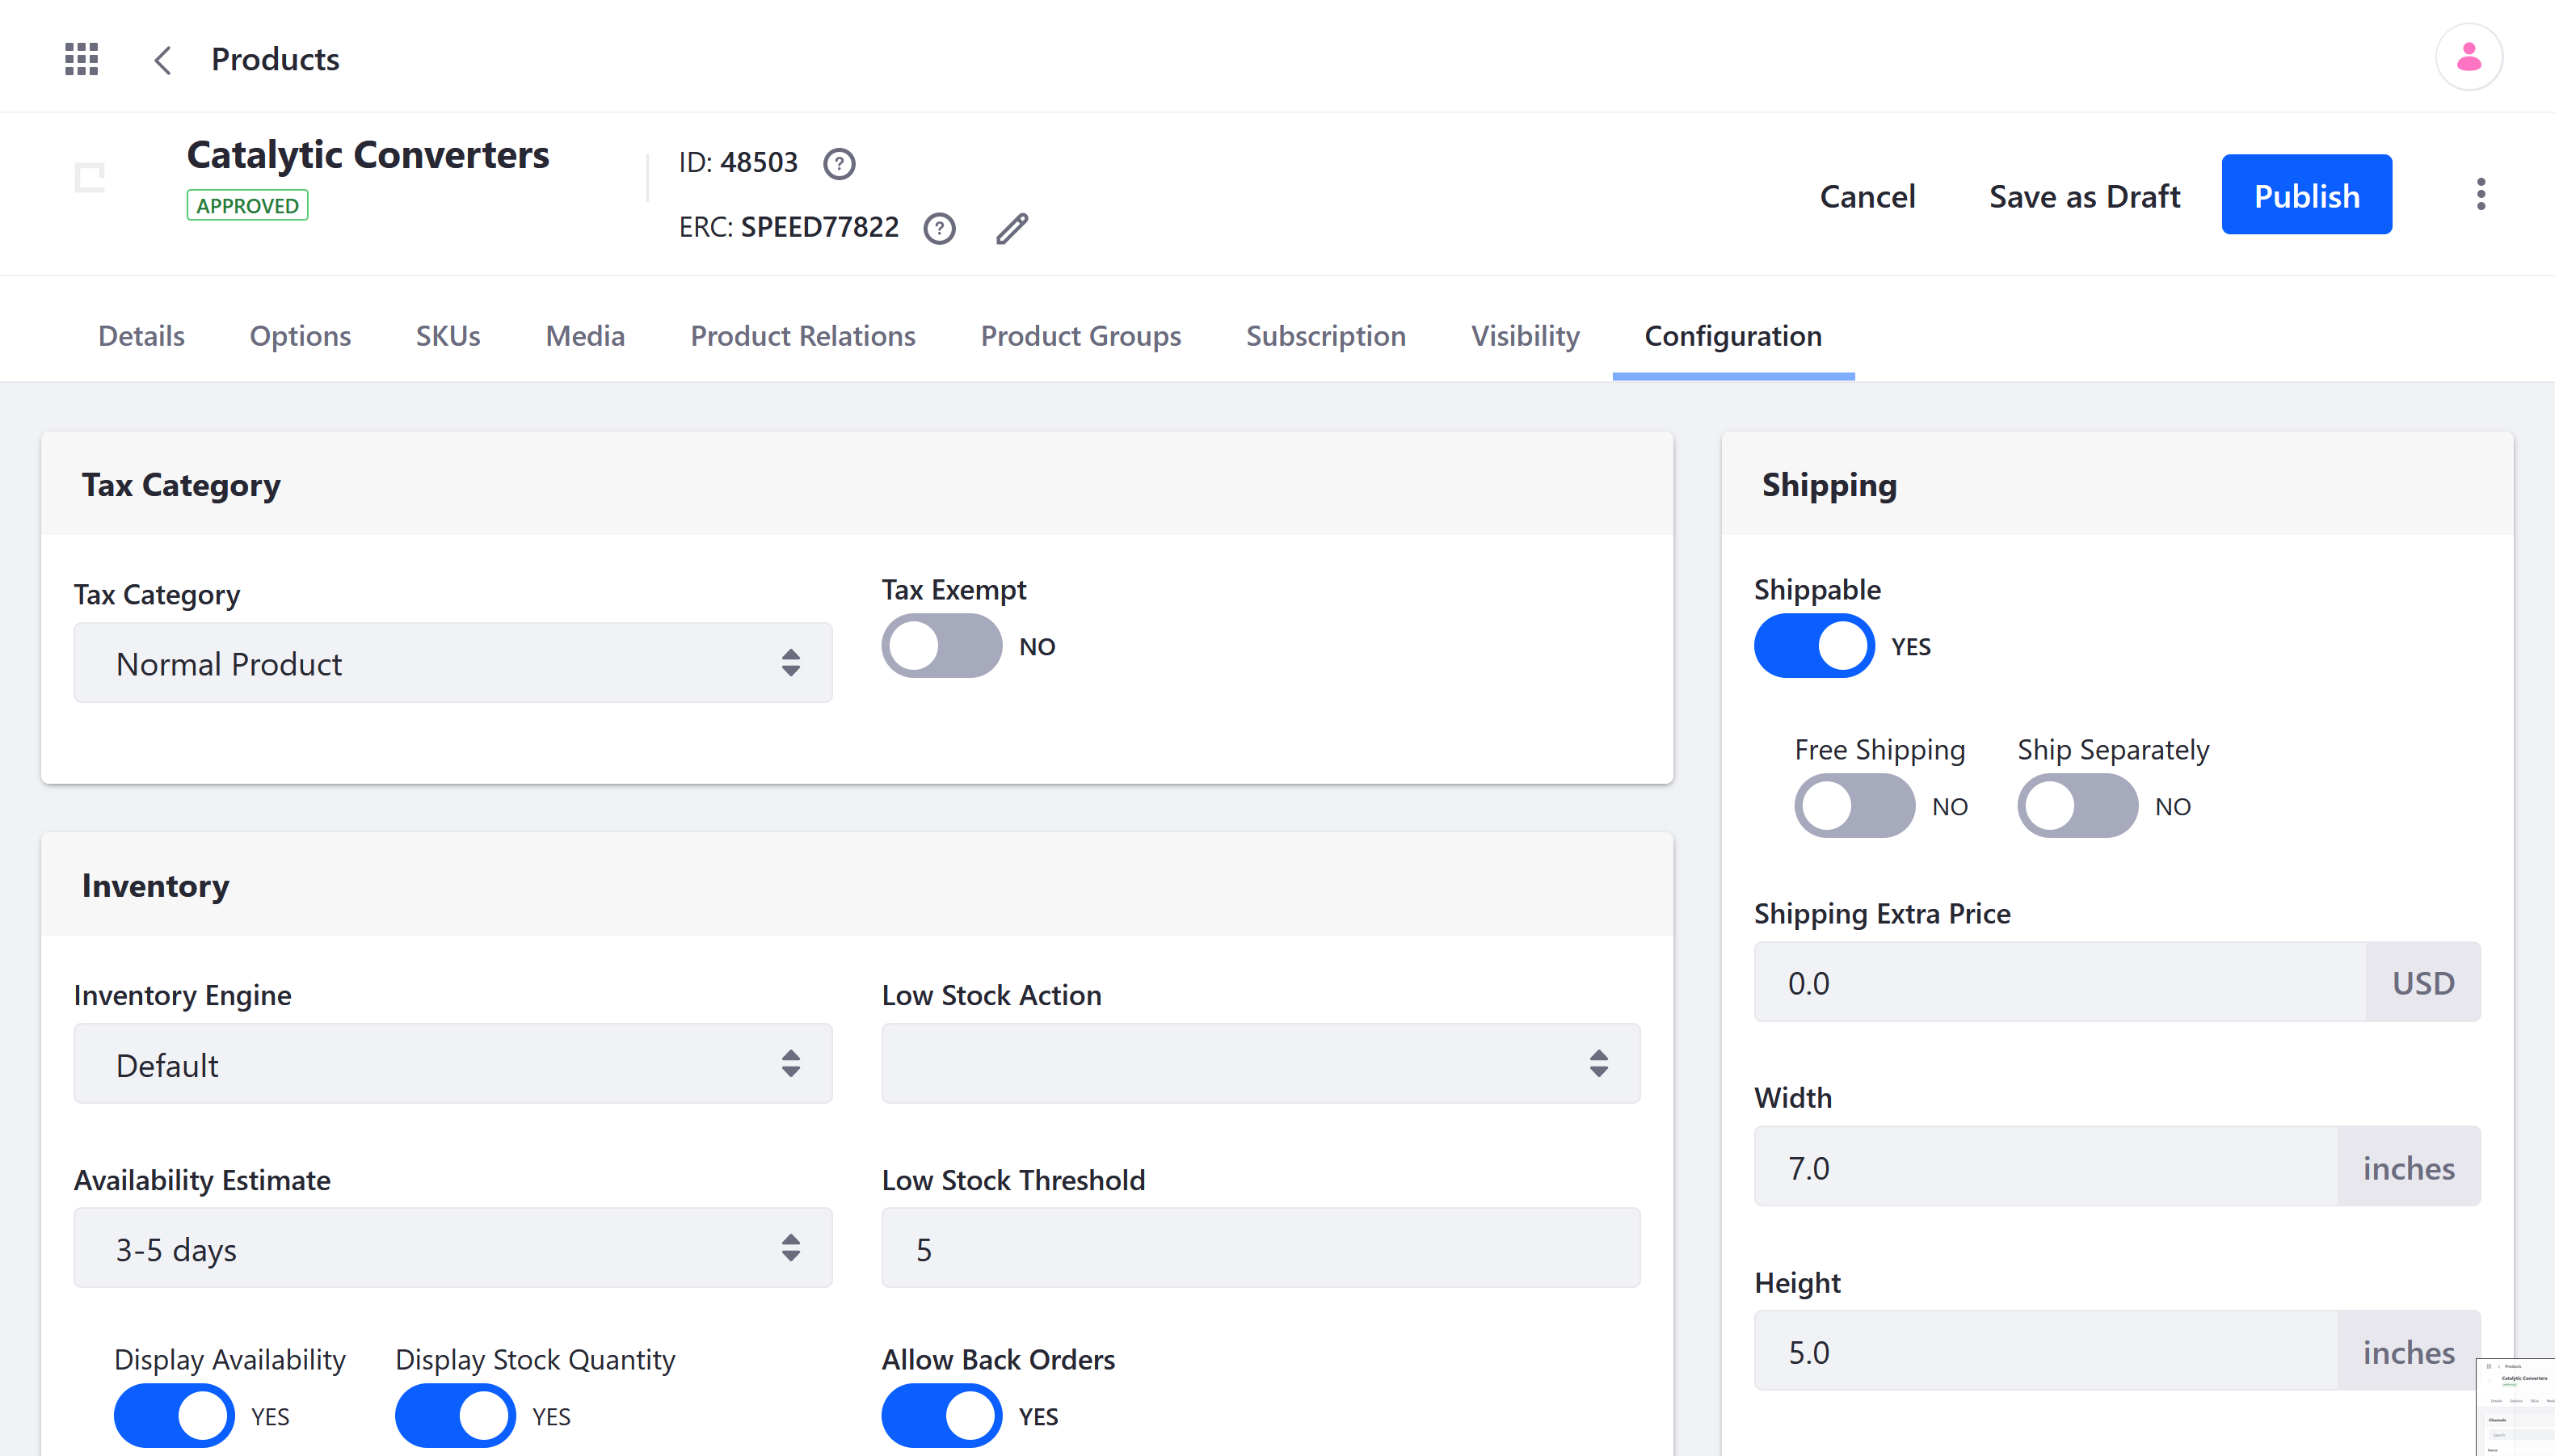 Products
Catalytic Converters
APPROVED
ID: 48503
ERC: SPEED77822
Cancel
Save as Draft
Publish
Details
Options
SKUs
Media
Product Relations
Product Groups
Subscription
Visibility
Configuration
Tax Category
Tax Category
Normal Product
Tax Exempt
NO
Inventory
Inventory Engine
Default
Low Stock Action
Availability Estimate
3-5 days
Low Stock Threshold
5
Display Availability
YES
Display Stock Quantity
YES
Allow Back Orders
YES
Shipping
Shippable
YES
Free Shipping
NO
Ship Separately
NO
Shipping Extra Price
0.0 USD
Width
7.0 inches
Height
5.0 inches
Products
Catalytic Converters